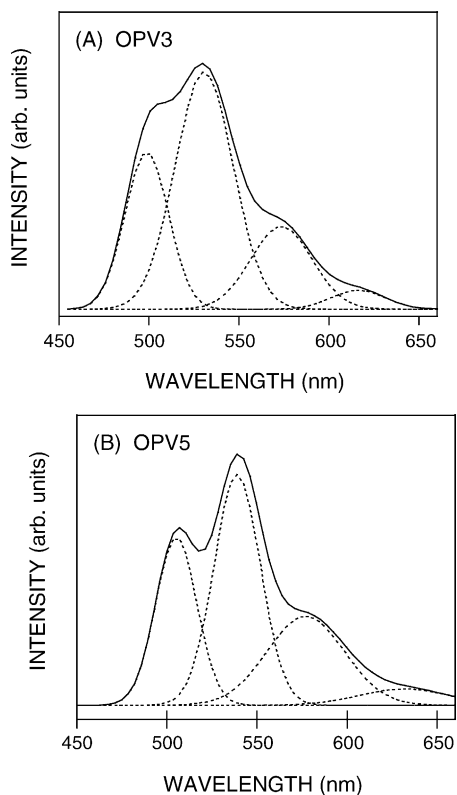 (A) OPV3
INTENSITY (arb. units)
450 500 550 600 650
WAVELENGTH (nm)
(B) OPV5
INTENSITY (arb. units)
450 500 550 600 650
WAVELENGTH (nm)